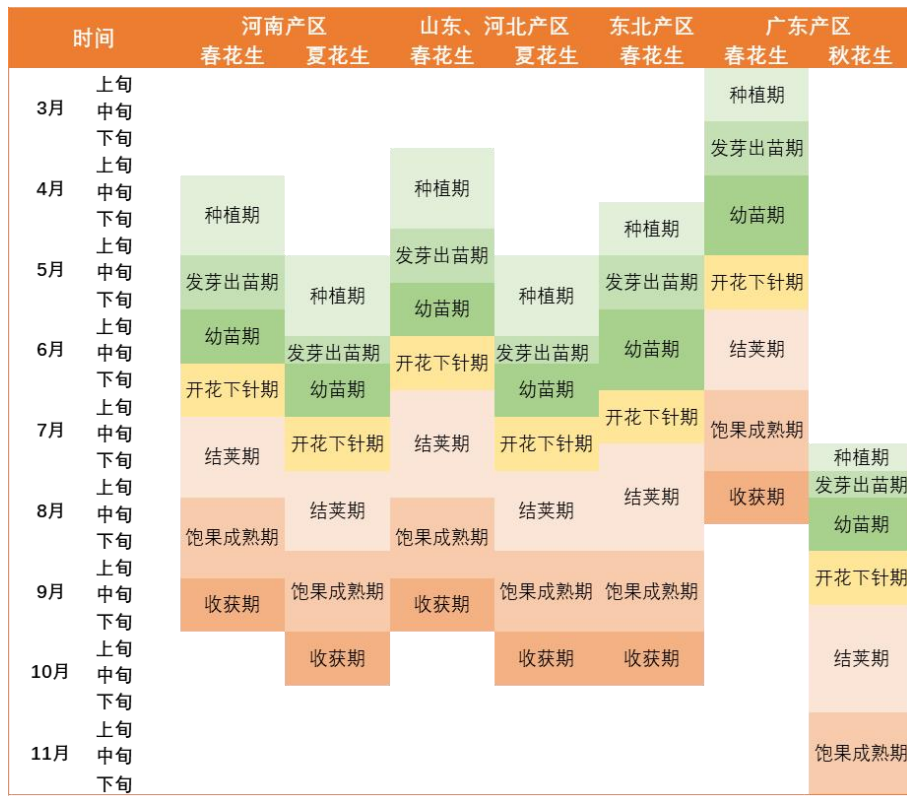 时间 河南产区 山东、河北产区 东北产区 广东产区
春花生 夏花生 春花生 夏花生 春花生 春花生 秋花生
3月 上旬 种植期
中旬
下旬 发芽出苗期
4月 上旬 种植期
中旬 种植期 幼苗期
下旬 种植期
5月 上旬 发芽出苗期
中旬 发芽出苗期 种植期 种植期 发芽出苗期 开花下针期
下旬 幼苗期
6月 上旬 幼苗期 幼苗期 结荚期
中旬 发芽出苗期 开花下针期 发芽出苗期
下旬 开花下针期 幼苗期 幼苗期
7月 上旬 结荚期 开花下针期 饱果成熟期
中旬 结荚期 开花下针期 开花下针期
下旬 结荚期 种植期
8月 上旬 结荚期 结荚期 收获期 发芽出苗期
中旬 饱果成熟期 饱果成熟期 幼苗期
下旬
9月 上旬 饱果成熟期 饱果成熟期 饱果成熟期 开花下针期
中旬 收获期 收获期
下旬
10月 上旬 收获期 收获期 收获期 结荚期
中旬
下旬
11月 上旬 饱果成熟期
中旬
下旬